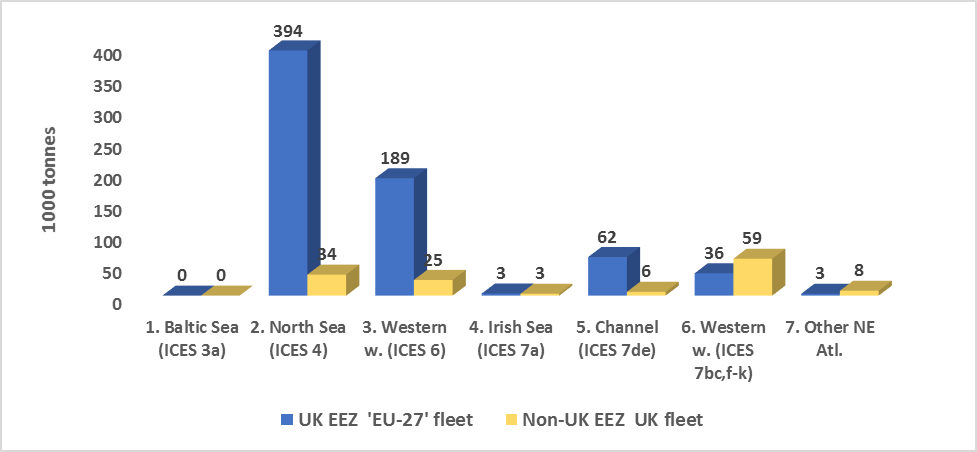 1000 tonnes
400
350
300
250
200
150
100
50
0
0 0
394 34
189 25
3 3
62 6
36 59
3 8
1. Baltic Sea (ICES 3a)
2. North Sea (ICES 4)
3. Western w. (ICES 6)
4. Irish Sea (ICES 7a)
5. Channel (ICES 7de)
6. Western w. (ICES 7bc,f-k)
7. Other NE Atl.
UK EEZ 'EU-27' fleet
Non-UK EEZ UK fleet